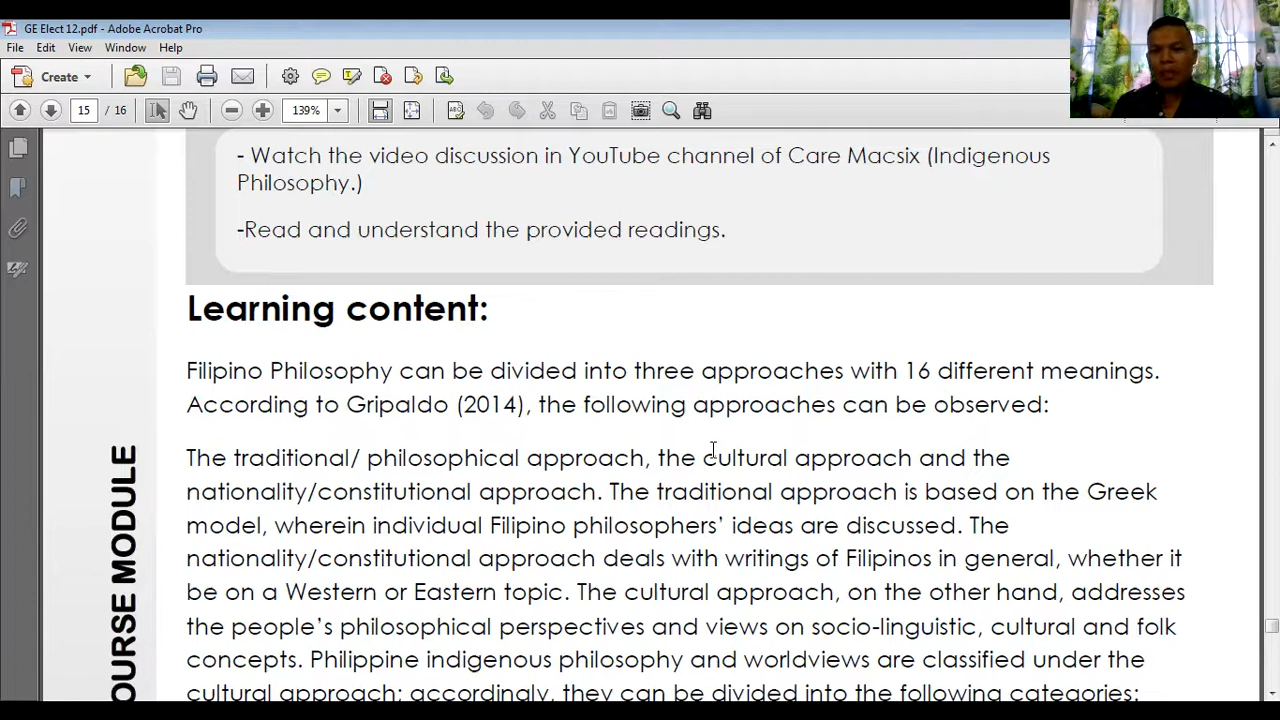 GE Elect 12.pdf - Adobe Acrobat Pro
File Edit View Window Help
Create
15 / 16 139%
- Watch the video discussion in YouTube channel of Care Macsix (Indigenous
Philosophy.)
-Read and understand the provided readings.
Learning content:
Filipino Philosophy can be divided into three approaches with 16 different meanings.
According to Gripaldo (2014), the following approaches can be observed:
The traditional/ philosophical approach, the cultural approach and the
nationality/constitutional approach. The traditional approach is based on the Greek
model, wherein individual Filipino philosophers’ ideas are discussed. The
nationality/constitutional approach deals with writings of Filipinos in general, whether it
be on a Western or Eastern topic. The cultural approach, on the other hand, addresses
the people’s philosophical perspectives and views on socio-linguistic, cultural and folk
concepts. Philippine indigenous philosophy and worldviews are classified under the
cultural approach; accordingly, they can be divided into the following categories:
OURSE MODULE